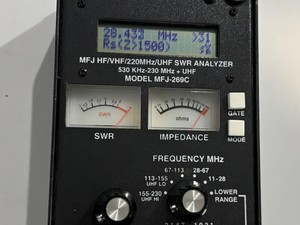 28.433 MHz >31
Rs(Z>1500)
MFJ HF/VHF/220MHz/UHF SWR ANALYZER
530 KHz-230 MHz + UHF
MODEL MFJ-269C
SWR
ohms
SWR
IMPEDANCE
GATE
MODE
FREQUENCY MHz
67-113
28-67
113-155
UHF LO
11-28
155-230
UHF HI
LOWER
RANGE